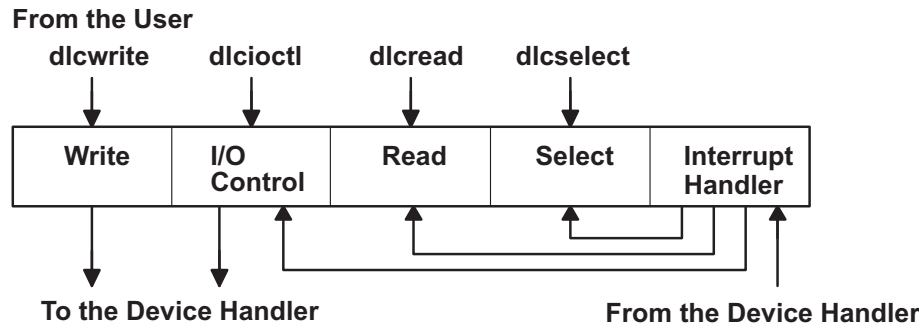 From the User
dlcwrite dlcioctl dlcread dlcselect
Write I/O Control Read Select Interrupt Handler
To the Device Handler From the Device Handler